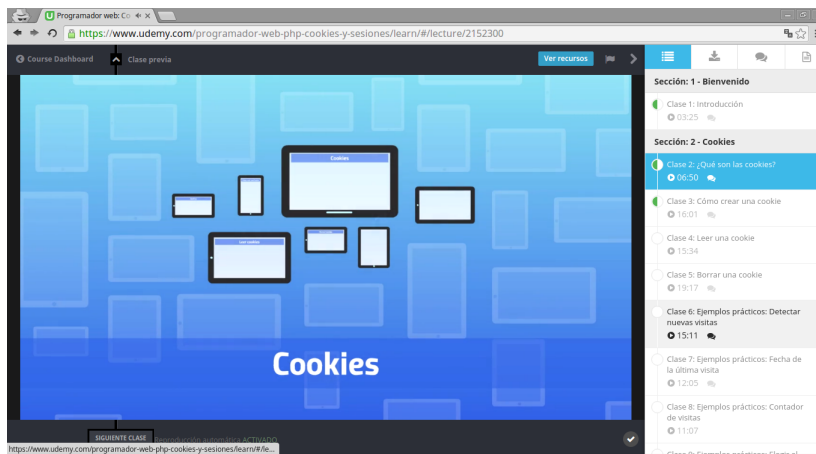 Programador web: Co
https://www.udemy.com/programador-web-php-cookies-y-sesiones/learn/#/lecture/2152300
Course Dashboard
Clase previa
Ver recursos
Cookies
Leer cookies
Cookies
SIGUIENTE CLASE
Reproducción automática ACTIVADO
https://www.udemy.com/programador-web-php-cookies-y-sesiones/learn/#/le...
Sección: 1 - Bienvenido
Clase 1: Introducción
03:25
Sección: 2 - Cookies
Clase 2: ¿Qué son las cookies?
06:50
Clase 3: Cómo crear una cookie
16:01
Clase 4: Leer una cookie
15:34
Clase 5: Borrar una cookie
19:17
Clase 6: Ejemplos prácticos: Detectar
nuevas visitas
15:11
Clase 7: Ejemplos prácticos: Fecha de
la última visita
12:05
Clase 8: Ejemplos prácticos: Contador
de visitas
11:07